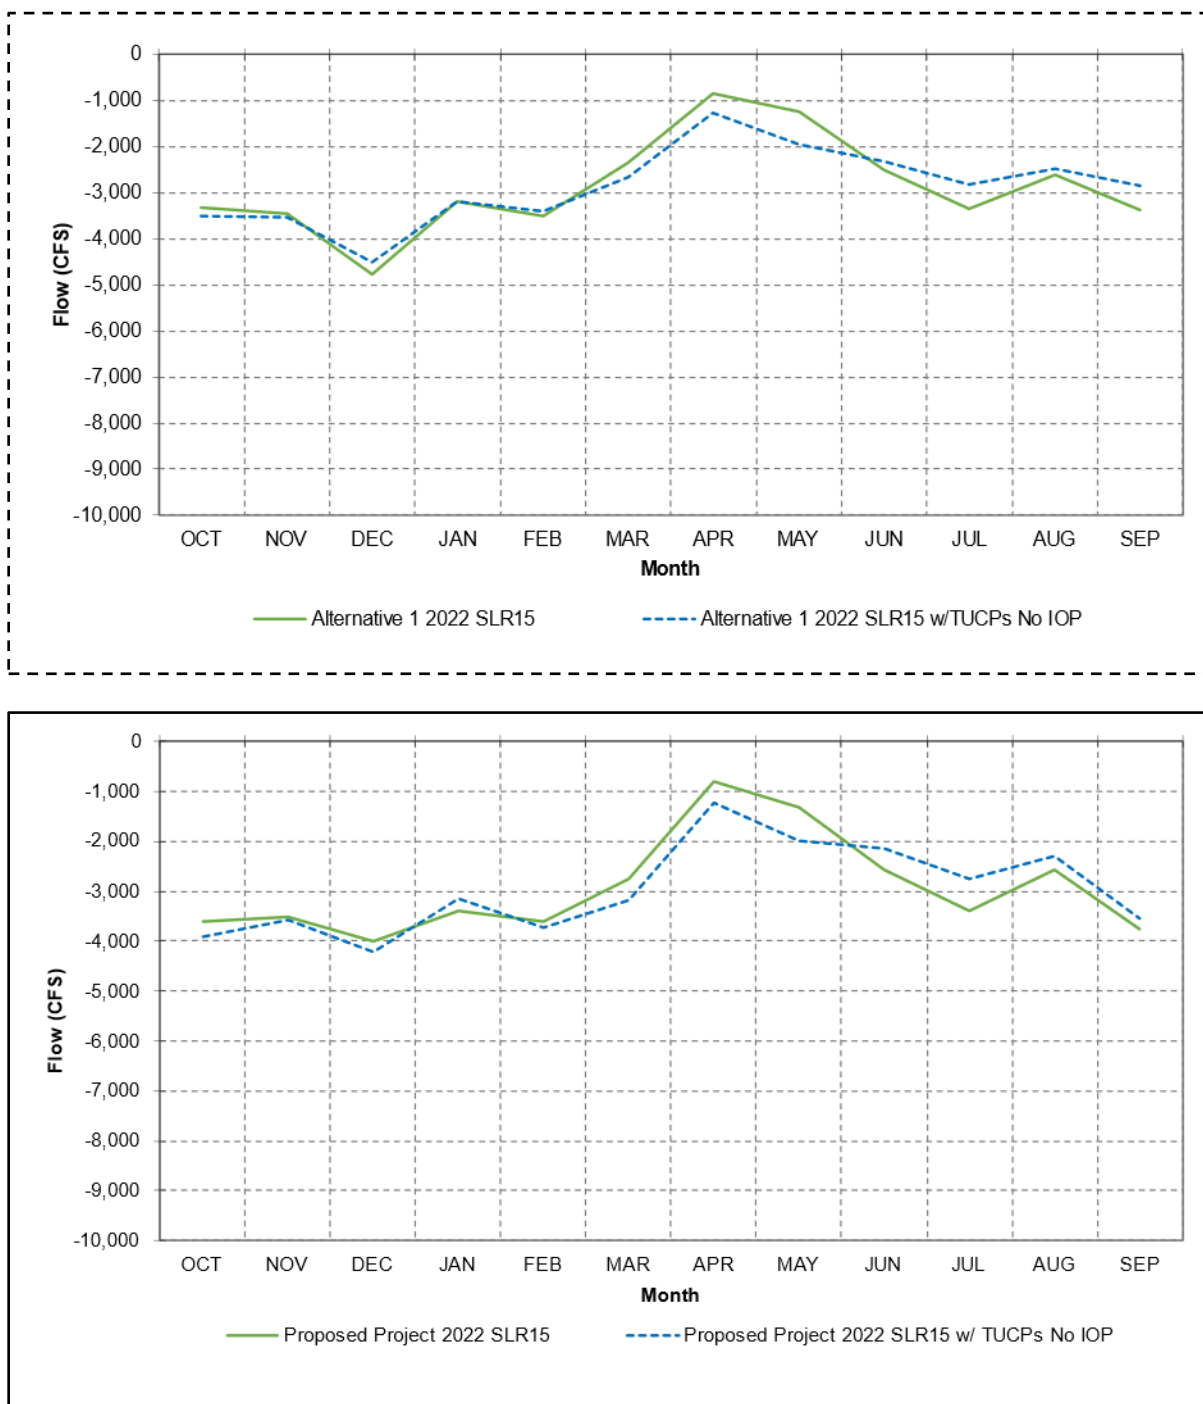 0
-1,000
-2,000
-3,000
-4,000
-5,000
-6,000
-7,000
-8,000
-9,000
-10,000
Flow (CFS)
OCT NOV DEC JAN FEB MAR APR MAY JUN JUL AUG SEP
Month
Alternative 1 2022 SLR15 Alternative 1 2022 SLR15 w/TUCPs No IOP
0
-1,000
-2,000
-3,000
-4,000
-5,000
-6,000
-7,000
-8,000
-9,000
-10,000
Flow (CFS)
OCT NOV DEC JAN FEB MAR APR MAY JUN JUL AUG SEP
Month
Proposed Project 2022 SLR15 Proposed Project 2022 SLR15 w/ TUCPs No IOP